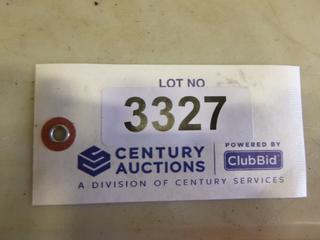 LOT NO
3327
CENTURY
AUCTIONS
POWERED BY
ClubBid
A DIVISION OF CENTURY SERVICES